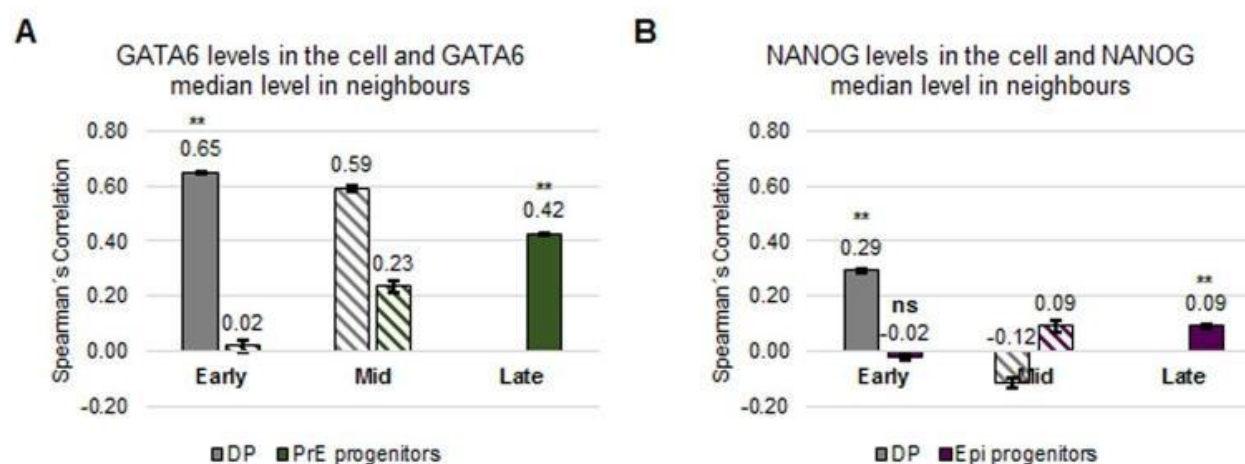 A
GATA6 levels in the cell and GATA6
median level in neighbours
Spearman´s Correlation
0.80
0.60
0.40
0.20
0.00
-0.20
**
0.65
0.02
0.59
0.23
**
0.42
Early
Mid
Late
DP
PrE progenitors
B
NANOG levels in the cell and NANOG
median level in neighbours
Spearman´s Correlation
0.80
0.60
0.40
0.20
0.00
-0.20
**
0.29
ns
-0.02
-0.12
0.09
**
0.09
Early
Mid
Late
DP
Epi progenitors